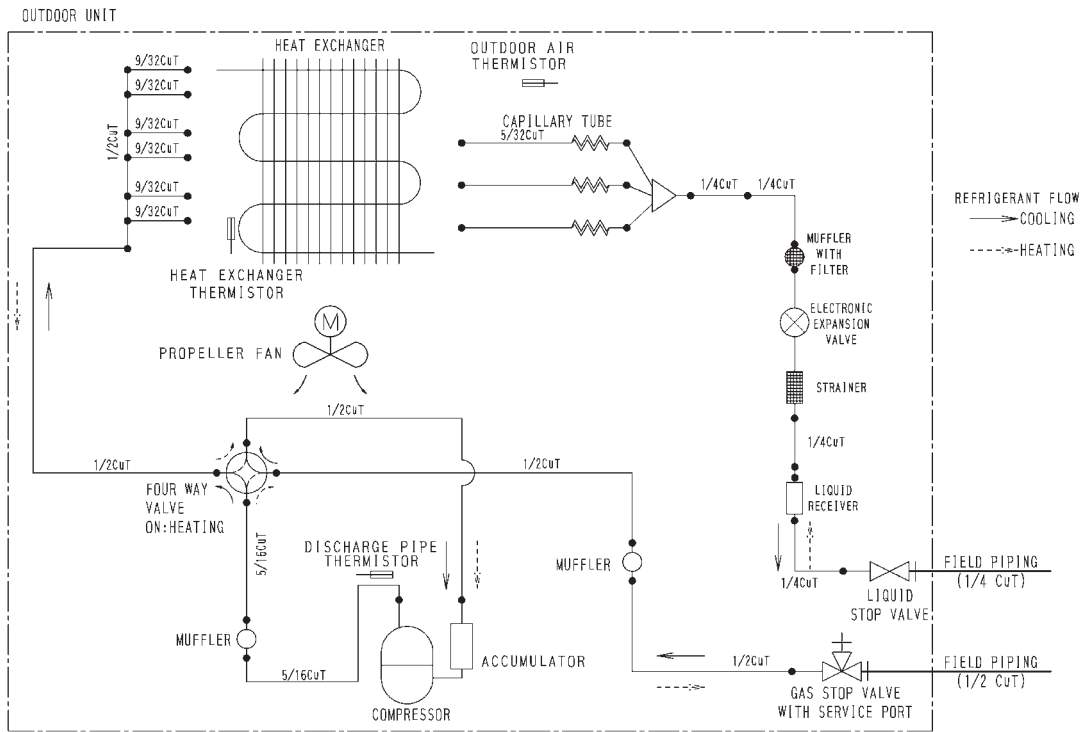 OUTDOOR UNIT
HEAT EXCHANGER
OUTDOOR AIR
THERMISTOR
9/32CuT
9/32CuT
9/32CuT
9/32CuT
9/32CuT
9/32CuT
1/2CuT
CAPILLARY TUBE
5/32CuT
1/4CuT
1/4CuT
REFRIGERANT FLOW
COOLING
HEATING
MUFFLER
WITH
FILTER
HEAT EXCHANGER
THERMISTOR
ELECTRONIC
EXPANSION
VALVE
M
PROPELLER FAN
STRAINER
1/2CuT
1/4CuT
1/2CuT
1/2CuT
FOUR WAY
VALVE
ON:HEATING
LIQUID
RECEIVER
5/16CuT
DISCHARGE PIPE
THERMISTOR
MUFFLER
1/4CuT
LIQUID
STOP VALVE
FIELD PIPING
(1/4 CuT)
MUFFLER
5/16CuT
ACCUMULATOR
COMPRESSOR
1/2CuT
GAS STOP VALVE
WITH SERVICE PORT
FIELD PIPING
(1/2 CuT)